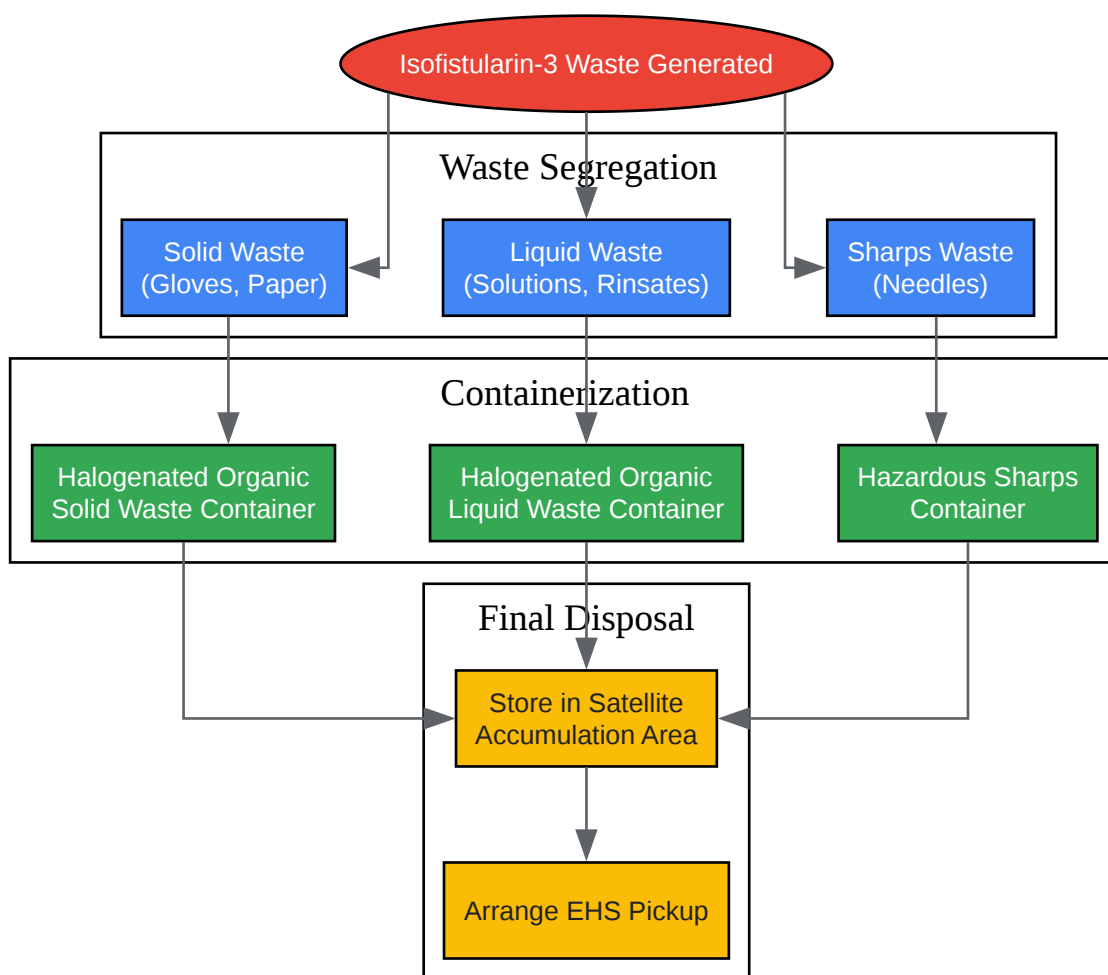 Isofistularin-3 Waste Generated
Waste Segregation
Solid Waste
(Gloves, Paper)
Liquid Waste
(Solutions, Rinsates)
Sharps Waste
(Needles)
Containerization
Halogenated Organic
Solid Waste Container
Halogenated Organic
Liquid Waste Container
Hazardous Sharps
Container
Final Disposal
Store in Satellite
Accumulation Area
Arrange EHS Pickup